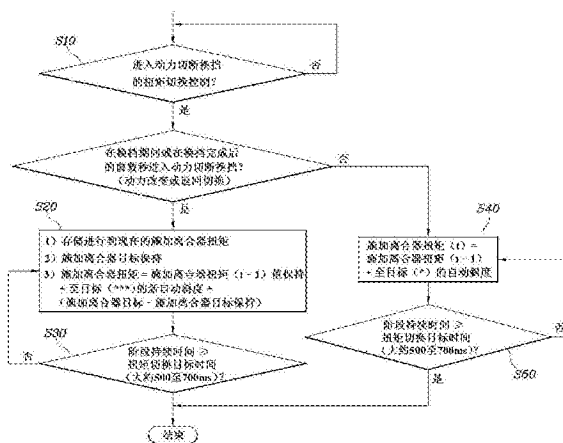 S10
进入动力切断换挡
的扭矩切换控制?
否
是
在换挡期间或在换挡完成后
的前数秒进入动力切断换挡?
(动力改变或返回切换)
否
是
S20
1) 存储进行到现在的施加离合器扭矩
2) 施加离合器目标保持
3) 施加离合器扭矩=施加离合器扭矩 (t-1) 值保持
+至目标 (***)的
自动斜度+
(施加离合器目标-施加离合器目标保持)
S40
施加离合器扭矩 (t) =
施加离合器扭矩 (t-1)
+至目标 (*) 的自动斜度
S30
阶段持续时间 ≥
扭矩切换目标时间
(大约500至700ms)?
否
是
阶段持续时间 ≥
扭矩切换目标时间
(大约500至700ms)?
否
S50
是
结束